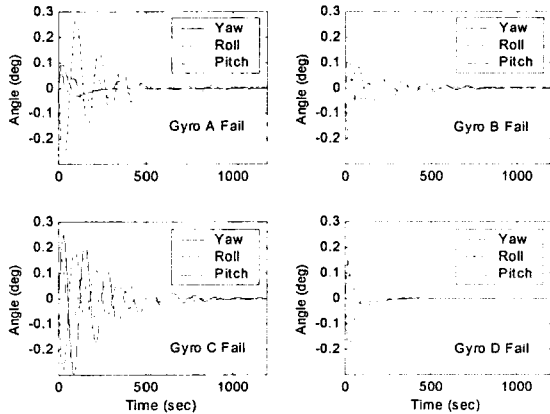 0.3
0.2
0.1
0
-0.1
-0.2
Angle (deg)
Yaw
Roll
Pitch
Gyro A Fail
0
500
1000
0.3
0.2
0.1
0
-0.1
-0.2
Angle (deg)
Yaw
Roll
Pitch
Gyro B Fail
0
500
1000
0.3
0.2
0.1
0
-0.1
-0.2
Angle (deg)
Yaw
Roll
Pitch
Gyro C Fail
0
500
1000
Time (sec)
0.3
0.2
0.1
0
-0.1
-0.2
Angle (deg)
Yaw
Roll
Pitch
Gyro D Fail
0
500
1000
Time (sec)